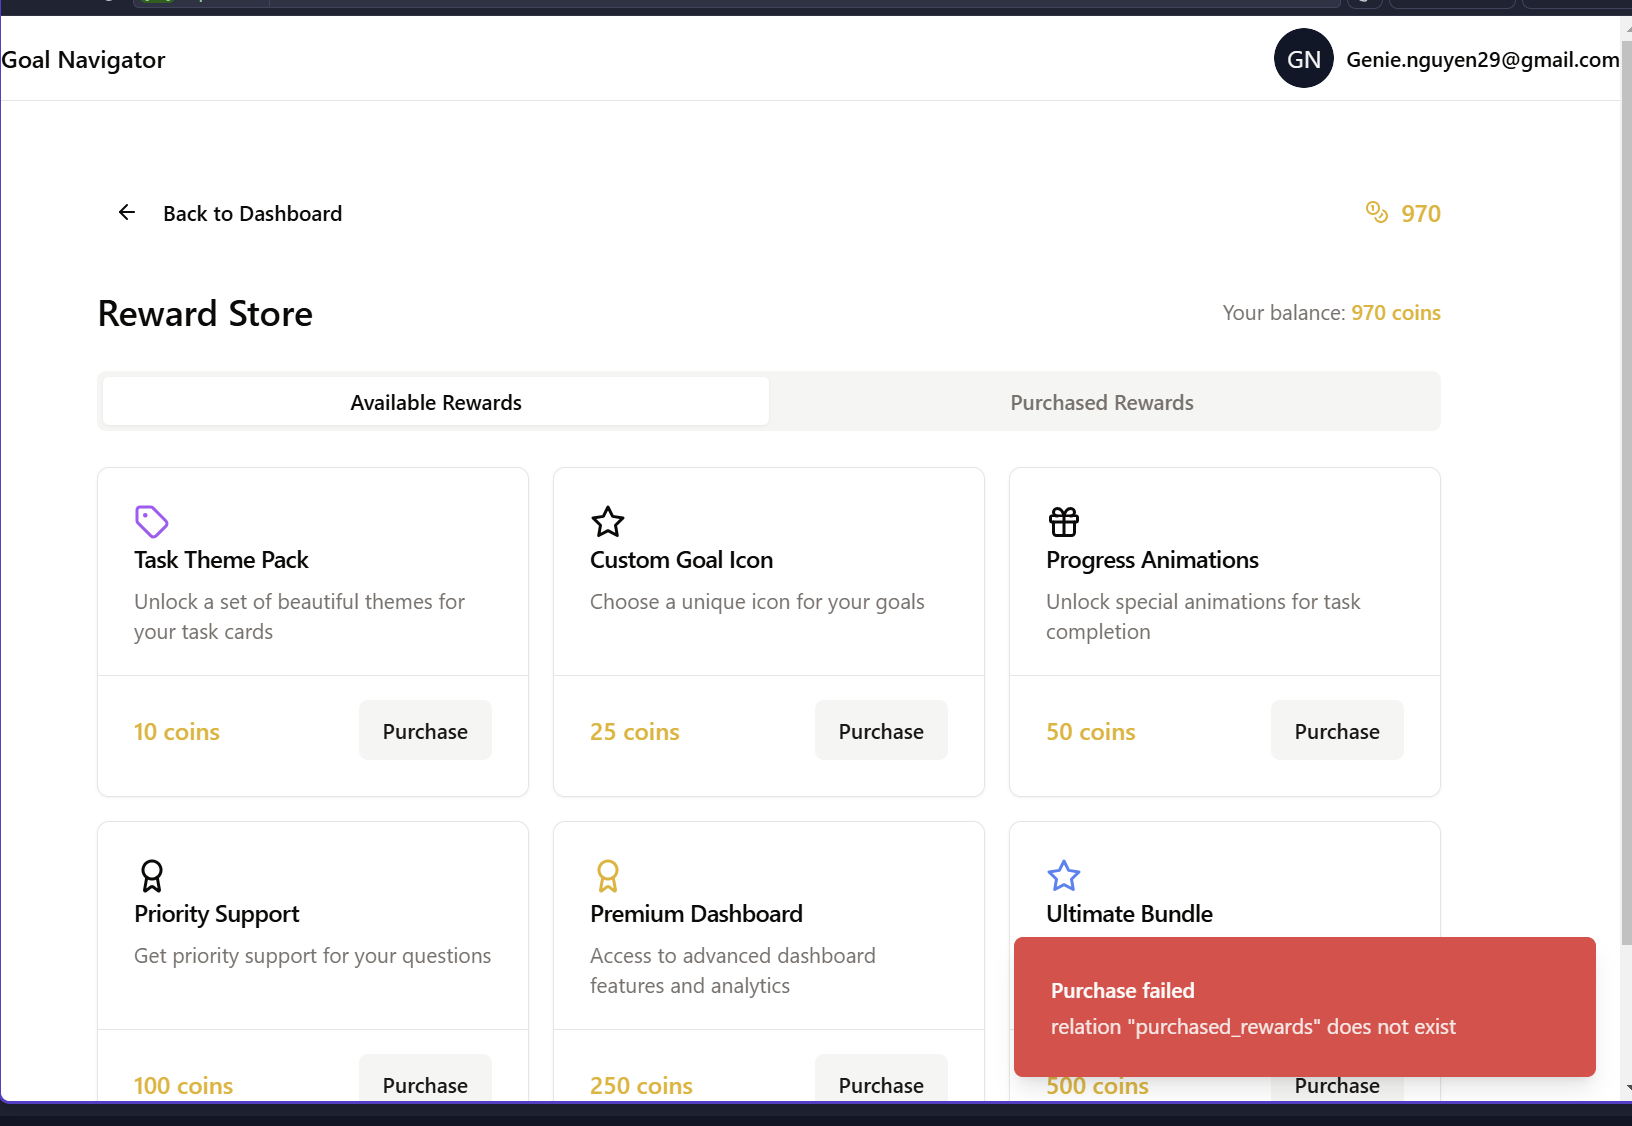 Goal Navigator
GN
Genie.nguyen29@gmail.com
Back to Dashboard
970
Reward Store
Your balance: 970 coins
Available Rewards
Purchased Rewards
Task Theme Pack
Unlock a set of beautiful themes for
your task cards
10 coins
Purchase
Custom Goal Icon
Choose a unique icon for your goals
25 coins
Purchase
Progress Animations
Unlock special animations for task
completion
50 coins
Purchase
Priority Support
Get priority support for your questions
100 coins
Purchase
Premium Dashboard
Access to advanced dashboard
features and analytics
250 coins
Purchase
Ultimate Bundle
500 coins
Purchase
Purchase failed
relation "purchased_rewards" does not exist